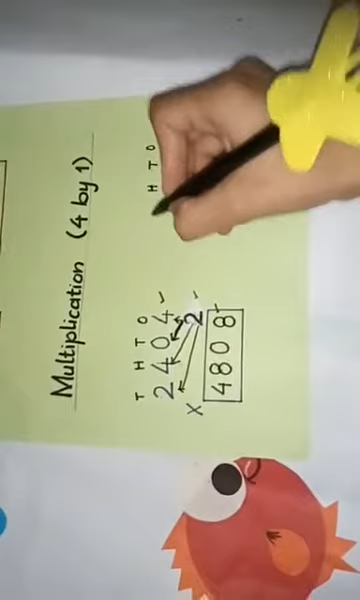 Multiplication (4 by 1)
T H T O
2 4 0 4
x 2
4 8 0 8
H T O